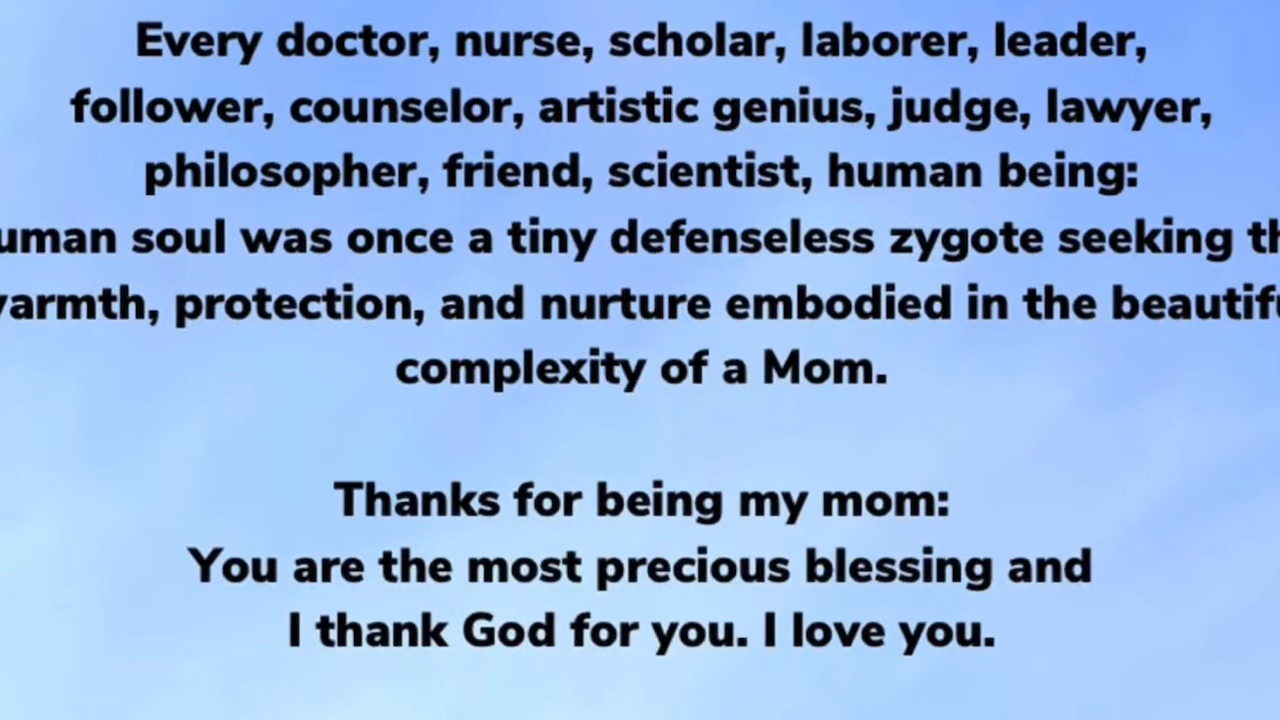 Every doctor, nurse, scholar, laborer, leader,
follower, counselor, artistic genius, judge, lawyer,
philosopher, friend, scientist, human being:
uman soul was once a tiny defenseless zygote seeking th
warmth, protection, and nurture embodied in the beautifu
complexity of a Mom.
Thanks for being my mom:
You are the most precious blessing and
I thank God for you. I love you.